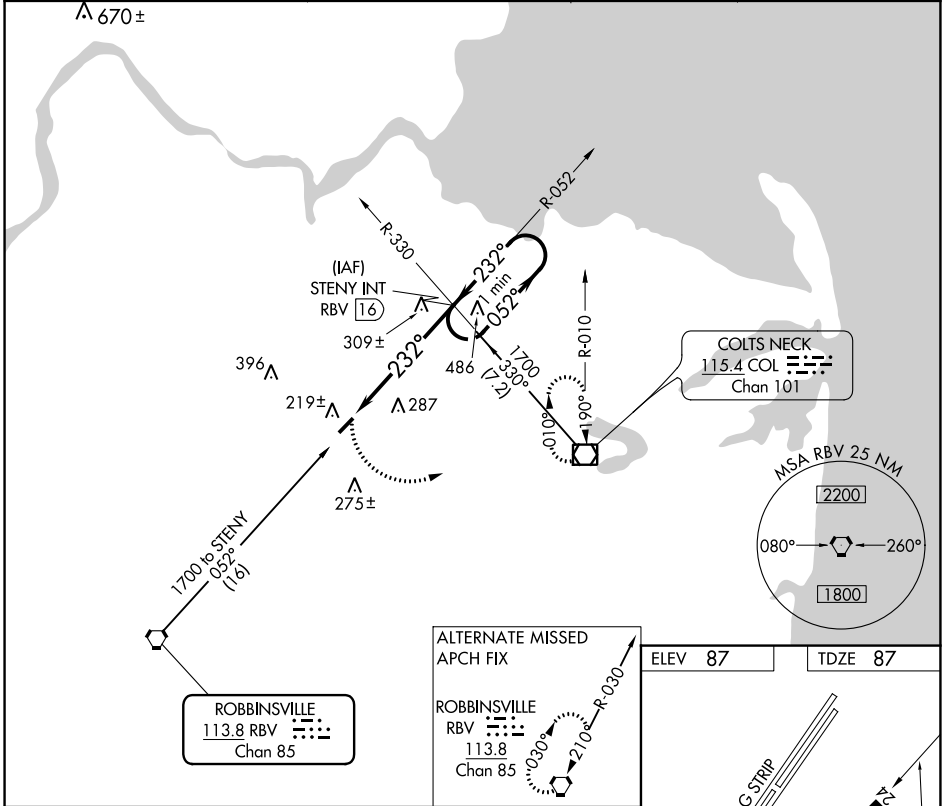 670 ±
R-052
R-330
(IAF)
STENY INT
RBV 16
232°
1 min
052°
309±
486
232°
1700
330°
(7.2)
R-010
COLTS NECK
115.4 COL
Chan 101
396
219±
287
010°
190°
275±
MSA RBV 25 NM
2200
080°
260°
1800
1700 to STENY
052°
(16)
ROBBINSVILLE
113.8 RBV
Chan 85
ALTERNATE MISSED
APCH FIX
ROBBINSVILLE
RBV
113.8
Chan 85
R-030
030°
210°
ELEV 87
TDZE 87
G STRIP
24